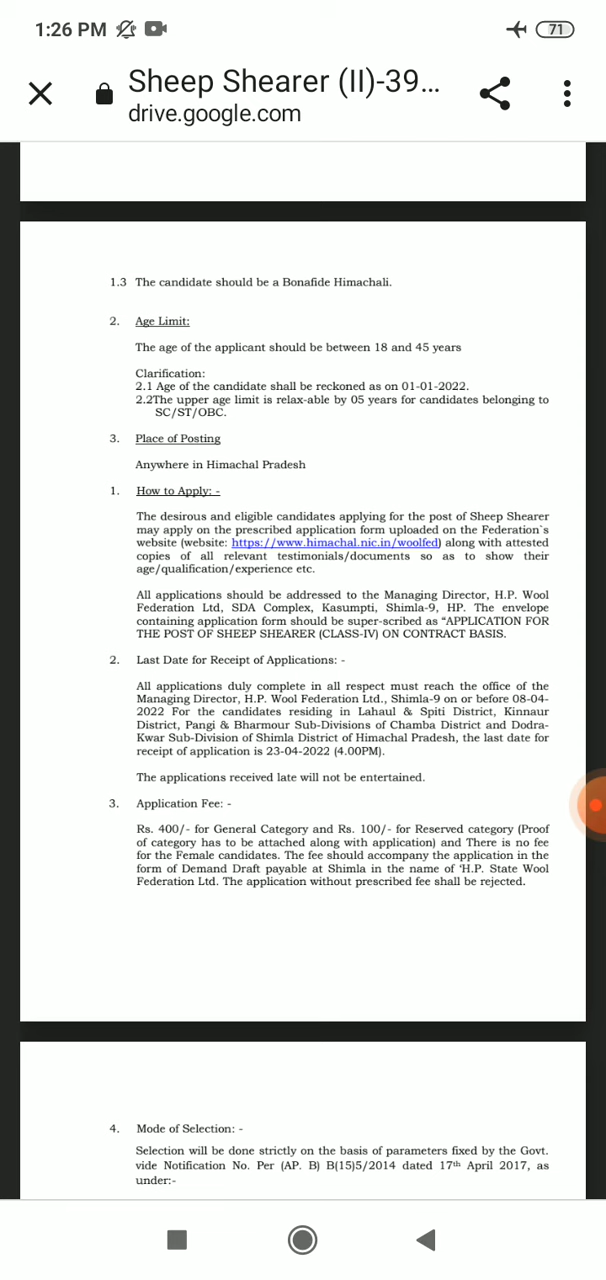 1:26 PM
71
Sheep Shearer (II)-39...
drive.google.com
1.3 The candidate should be a Bonafide Himachali.
2. Age Limit:
The age of the applicant should be between 18 and 45 years
Clarification:
2.1 Age of the candidate shall be reckoned as on 01-01-2022.
2.2The upper age limit is relax-able by 05 years for candidates belonging to
SC/ST/OBC.
3. Place of Posting
Anywhere in Himachal Pradesh
1. How to Apply: -
The desirous and eligible candidates applying for the post of Sheep Shearer
may apply on the prescribed application form uploaded on the Federation`s
website (website: https://www.himachal.nic.in/woolfed) along with attested
copies of all relevant testimonials/documents so as to show their
age/qualification/experience etc.
All applications should be addressed to the Managing Director, H.P. Wool
Federation Ltd, SDA Complex, Kasumpti, Shimla-9, HP. The envelope
containing application form should be super-scribed as “APPLICATION FOR
THE POST OF SHEEP SHEARER (CLASS-IV) ON CONTRACT BASIS.
2. Last Date for Receipt of Applications: -
All applications duly complete in all respect must reach the office of the
Managing Director, H.P. Wool Federation Ltd., Shimla-9 on or before 08-04-
2022 For the candidates residing in Lahaul & Spiti District, Kinnaur
District, Pangi & Bharmour Sub-Divisions of Chamba District and Dodra-
Kwar Sub-Division of Shimla District of Himachal Pradesh, the last date for
receipt of application is 23-04-2022 (4.00PM).
The applications received late will not be entertained.
3. Application Fee: -
Rs. 400/- for General Category and Rs. 100/- for Reserved category (Proof
of category has to be attached along with application) and There is no fee
for the Female candidates. The fee should accompany the application in the
form of Demand Draft payable at Shimla in the name of ‘H.P. State Wool
Federation Ltd. The application without prescribed fee shall be rejected.
4. Mode of Selection: -
Selection will be done strictly on the basis of parameters fixed by the Govt.
vide Notification No. Per (AP. B) B(15)5/2014 dated 17th April 2017, as
under:-